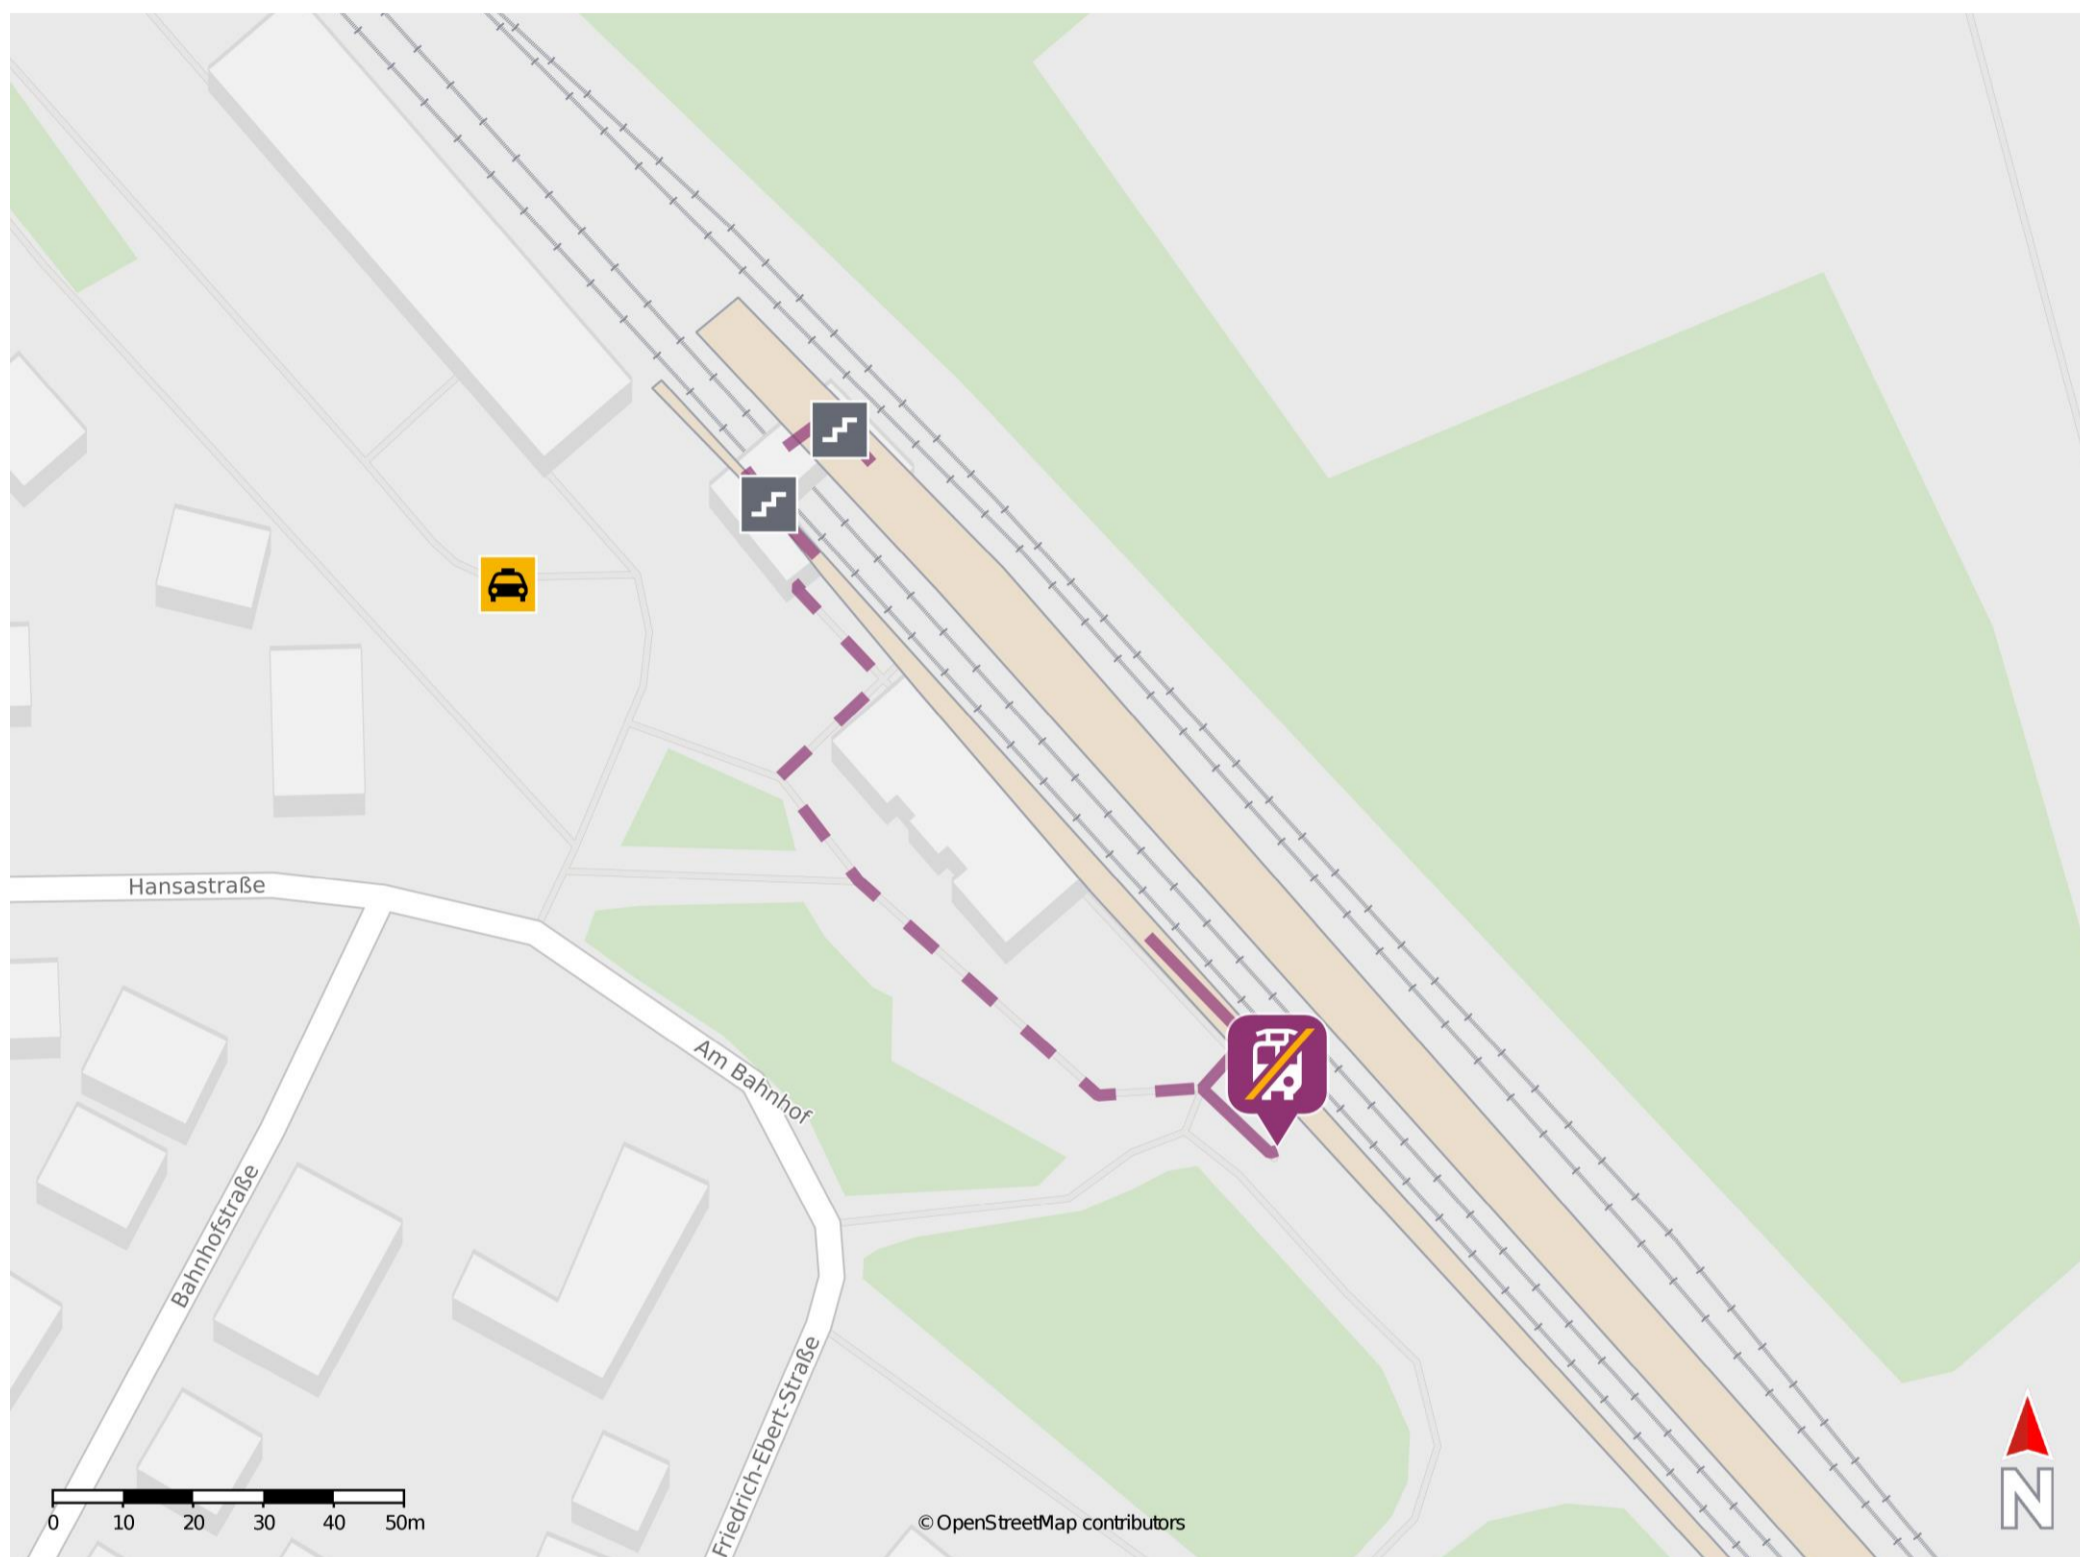 Hansastraße
Am Bahnhof
Bahnhofstraße
Friedrich-Ebert-Straße
0 10 20 30 40 50m
© OpenStreetMap contributors
N